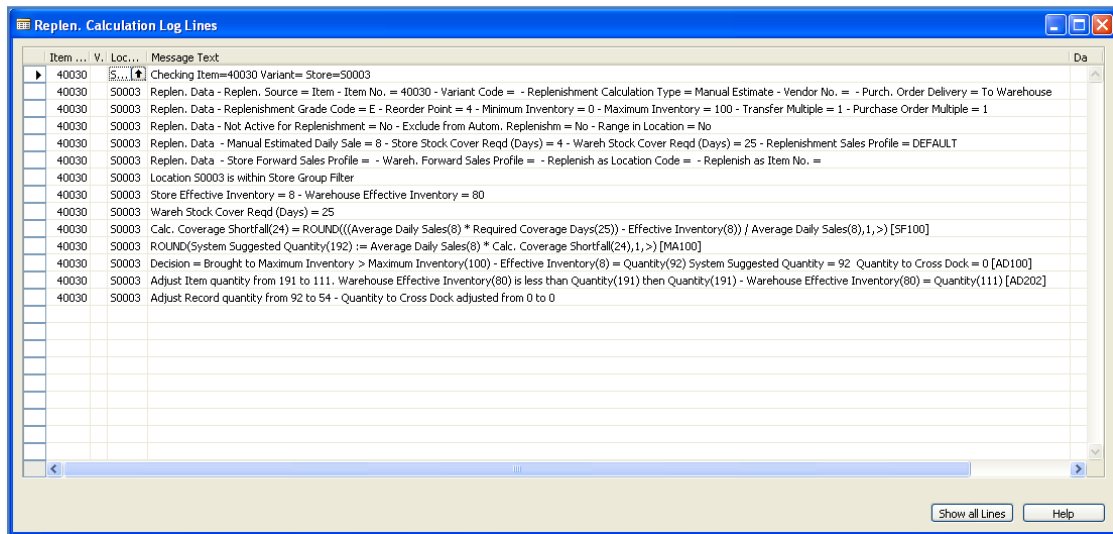 Replen. Calculation Log Lines
Item ... V. Loc... Message Text Da
40030 S... Checking Item=40030 Variant= Store=S0003
40030 S0003 Replen. Data - Replen. Source = Item - Item No. = 40030 - Variant Code = - Replenishment Calculation Type = Manual Estimate - Vendor No. = - Purch. Order Delivery = To Warehouse
40030 S0003 Replen. Data - Replenishment Grade Code = E - Reorder Point = 4 - Minimum Inventory = 0 - Maximum Inventory = 100 - Transfer Multiple = 1 - Purchase Order Multiple = 1
40030 S0003 Replen. Data - Not Active for Replenishment = No - Exclude from Autom. Replenishm = No - Range in Location = No
40030 S0003 Replen. Data - Manual Estimated Daily Sale = 8 - Store Stock Cover Reqd (Days) = 4 - Wareh Stock Cover Reqd (Days) = 25 - Replenishment Sales Profile = DEFAULT
40030 S0003 Replen. Data - Store Forward Sales Profile = - Wareh. Forward Sales Profile = - Replenish as Location Code = - Replenish as Item No. =
40030 S0003 Location S0003 is within Store Group Filter
40030 S0003 Store Effective Inventory = 8 - Warehouse Effective Inventory = 80
40030 S0003 Wareh Stock Cover Reqd (Days) = 25
40030 S0003 Calc. Coverage Shortfall(24) = ROUND(((Average Daily Sales(8) * Required Coverage Days(25)) - Effective Inventory(8)) / Average Daily Sales(8),1,>) [SF100]
40030 S0003 ROUND(System Suggested Quantity(192) := Average Daily Sales(8) * Calc. Coverage Shortfall(24),1,>) [MA100]
40030 S0003 Decision = Brought to Maximum Inventory > Maximum Inventory(100) - Effective Inventory(8) = Quantity(92) System Suggested Quantity = 92 Quantity to Cross Dock = 0 [AD100]
40030 S0003 Adjust Item quantity from 191 to 111. Warehouse Effective Inventory(80) is less than Quantity(191) then Quantity(191) - Warehouse Effective Inventory(80) = Quantity(111) [AD202]
40030 S0003 Adjust Record quantity from 92 to 54 - Quantity to Cross Dock adjusted from 0 to 0
Show all Lines Help